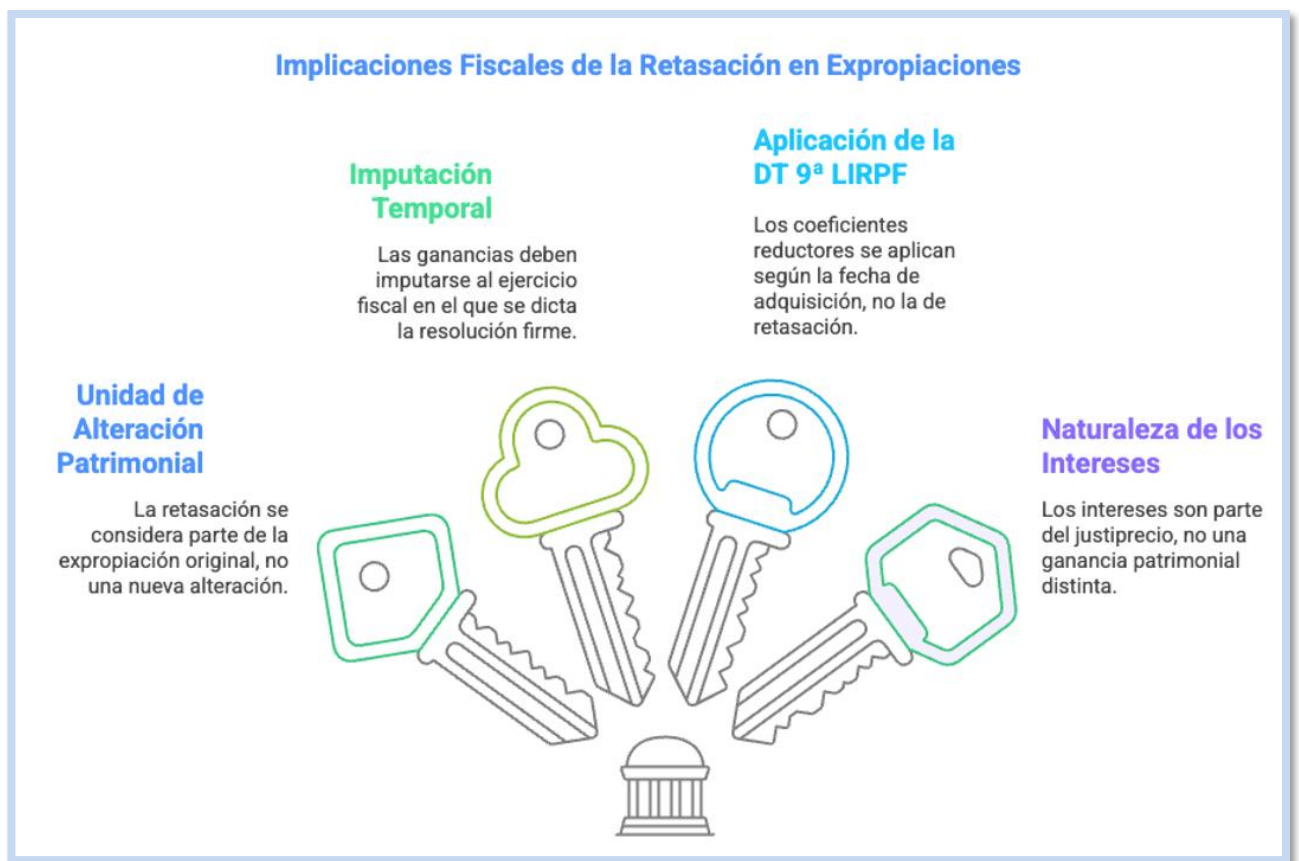 Implicaciones Fiscales de la Retasación en Expropiaciones
Unidad de
Alteración
Patrimonial
La retasación se
considera parte de la
expropiación original, no
una nueva alteración.
Imputación
Temporal
Las ganancias deben
imputarse al ejercicio
fiscal en el que se dicta
la resolución firme.
Aplicación de la
DT 9ª LIRPF
Los coeficientes
reductores se aplican
según la fecha de
adquisición, no la de
retasación.
Naturaleza de los
Intereses
Los intereses son parte
del justiprecio, no una
ganancia patrimonial
distinta.